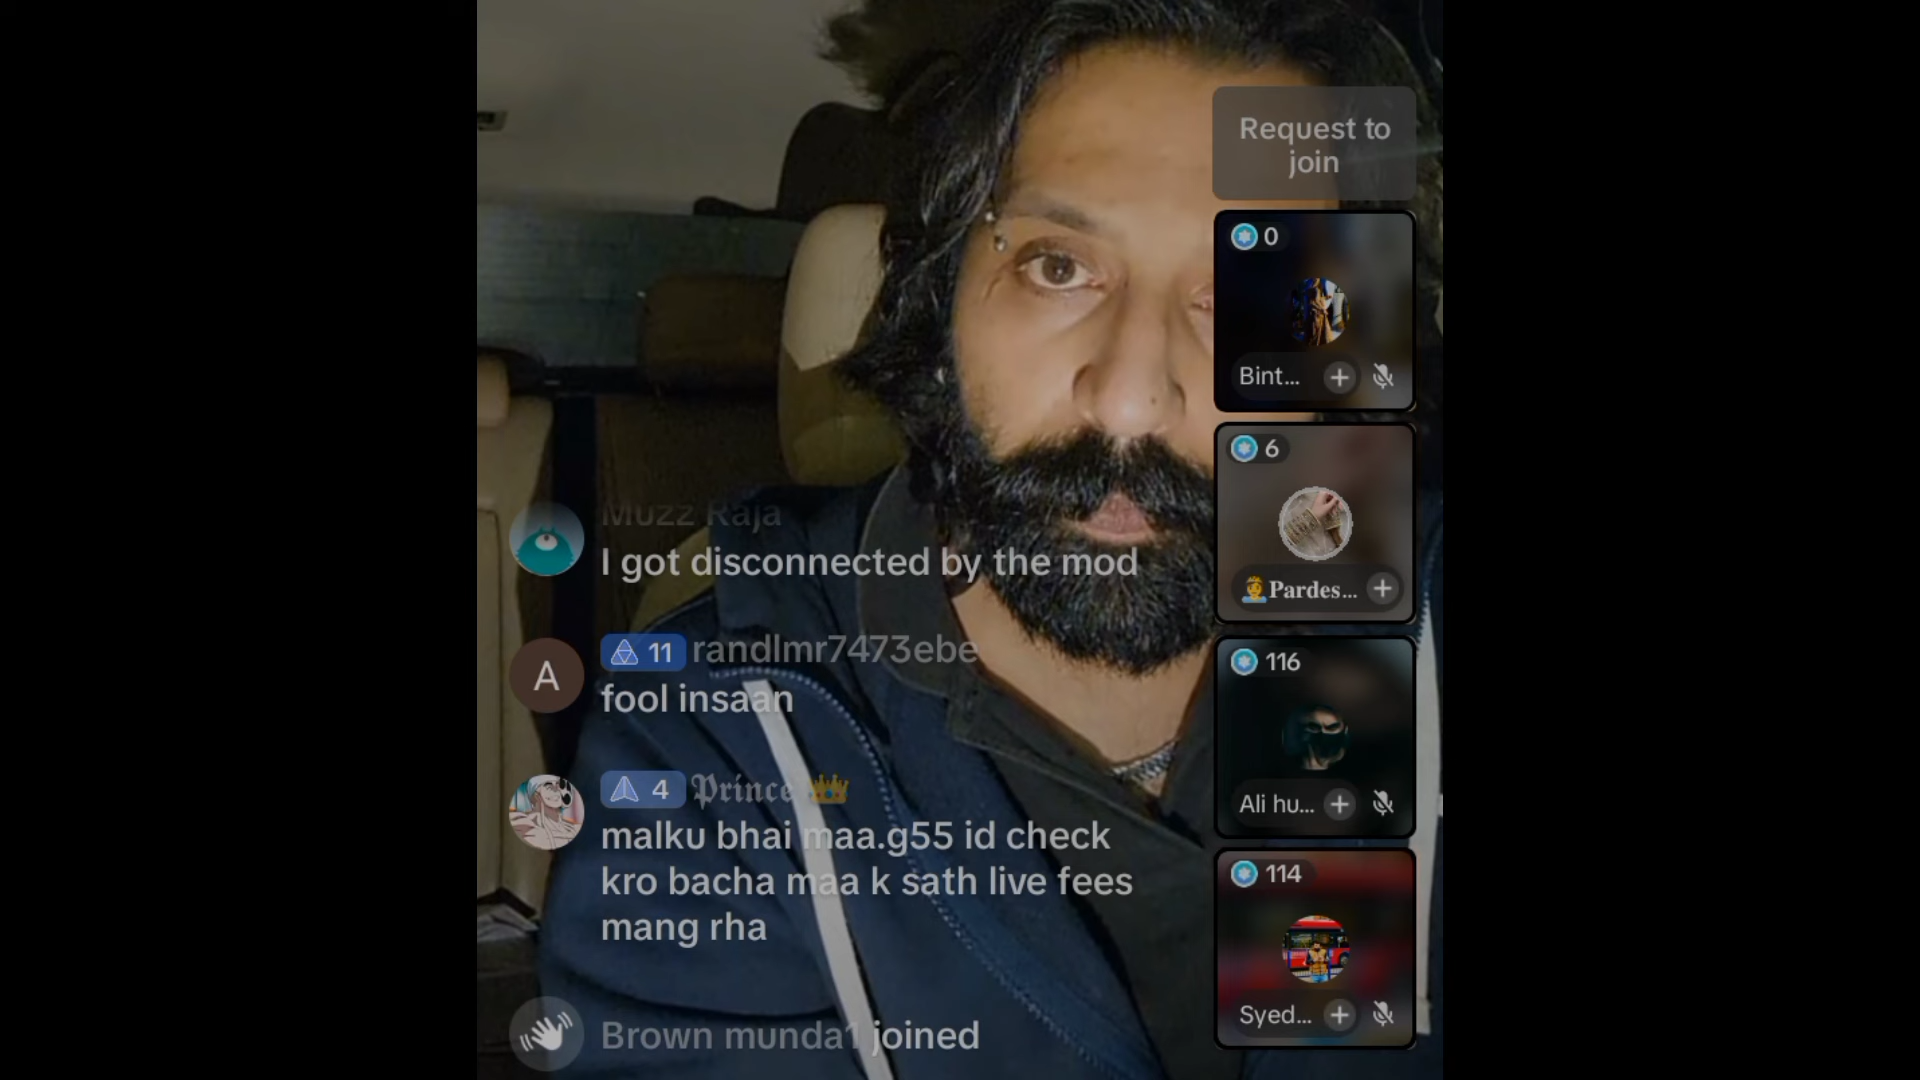 Request to
join
0
Bint...
6
Pardes...
116
Ali hu...
114
Syed...
Muzz Raja
I got disconnected by the mod
A
11 randlmr7473ebe
fool insaan
4 Prince
malku bhai maa.g55 id check
kro bacha maa k sath live fees
mang rha
Brown munda1 joined